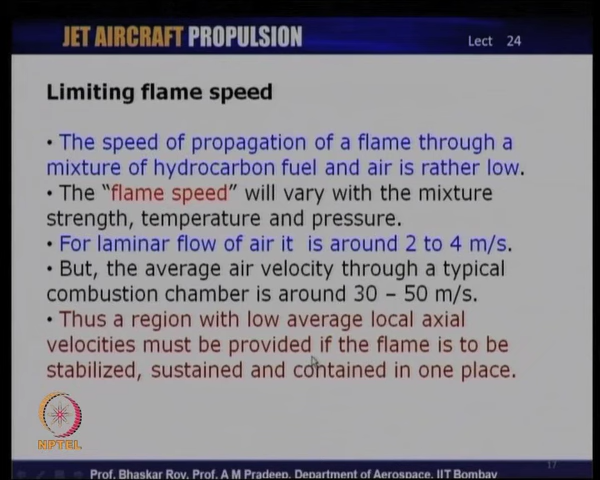 JET AIRCRAFT PROPULSION
Lect 24
Limiting flame speed
• The speed of propagation of a flame through a
mixture of hydrocarbon fuel and air is rather low.
• The “flame speed” will vary with the mixture
strength, temperature and pressure.
• For laminar flow of air it is around 2 to 4 m/s.
• But, the average air velocity through a typical
combustion chamber is around 30 – 50 m/s.
• Thus a region with low average local axial
velocities must be provided if the flame is to be
stabilized, sustained and contained in one place.
NPTEL
17
Prof. Bhaskar Roy, Prof. A M Pradeep, Department of Aerospace, IIT Bombay